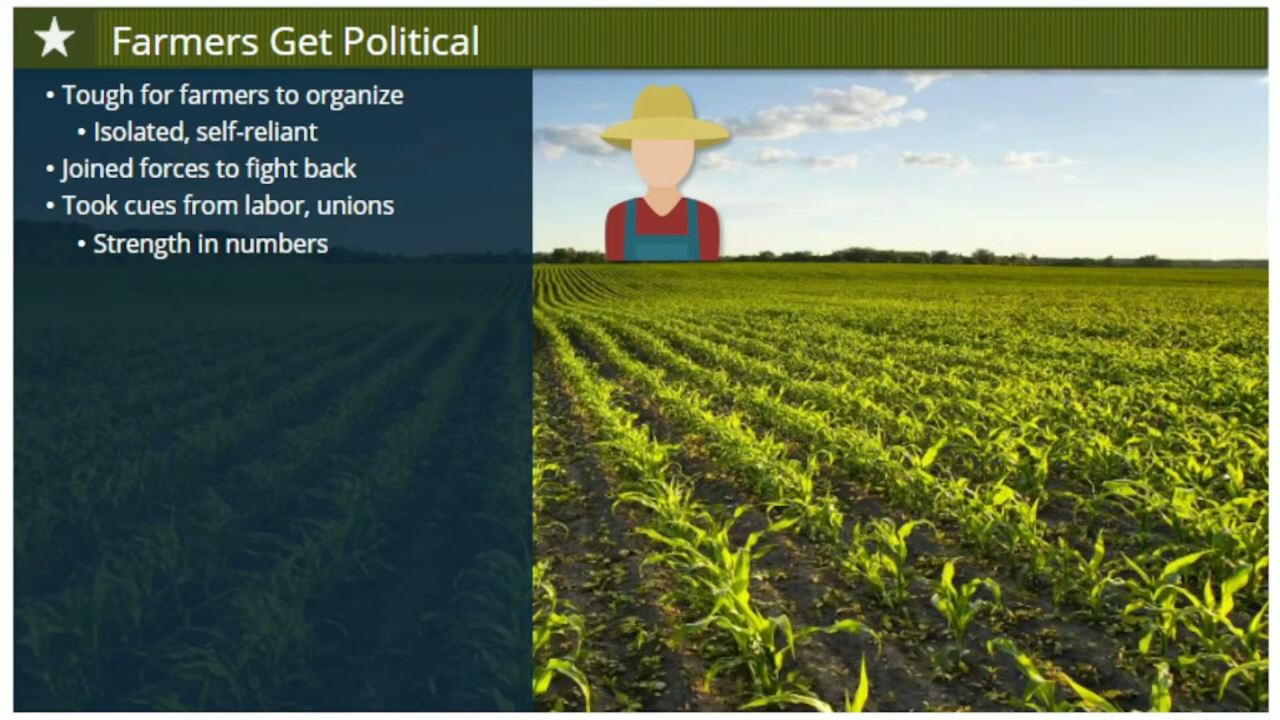 Farmers Get Political
• Tough for farmers to organize
• Isolated, self-reliant
• Joined forces to fight back
• Took cues from labor, unions
• Strength in numbers